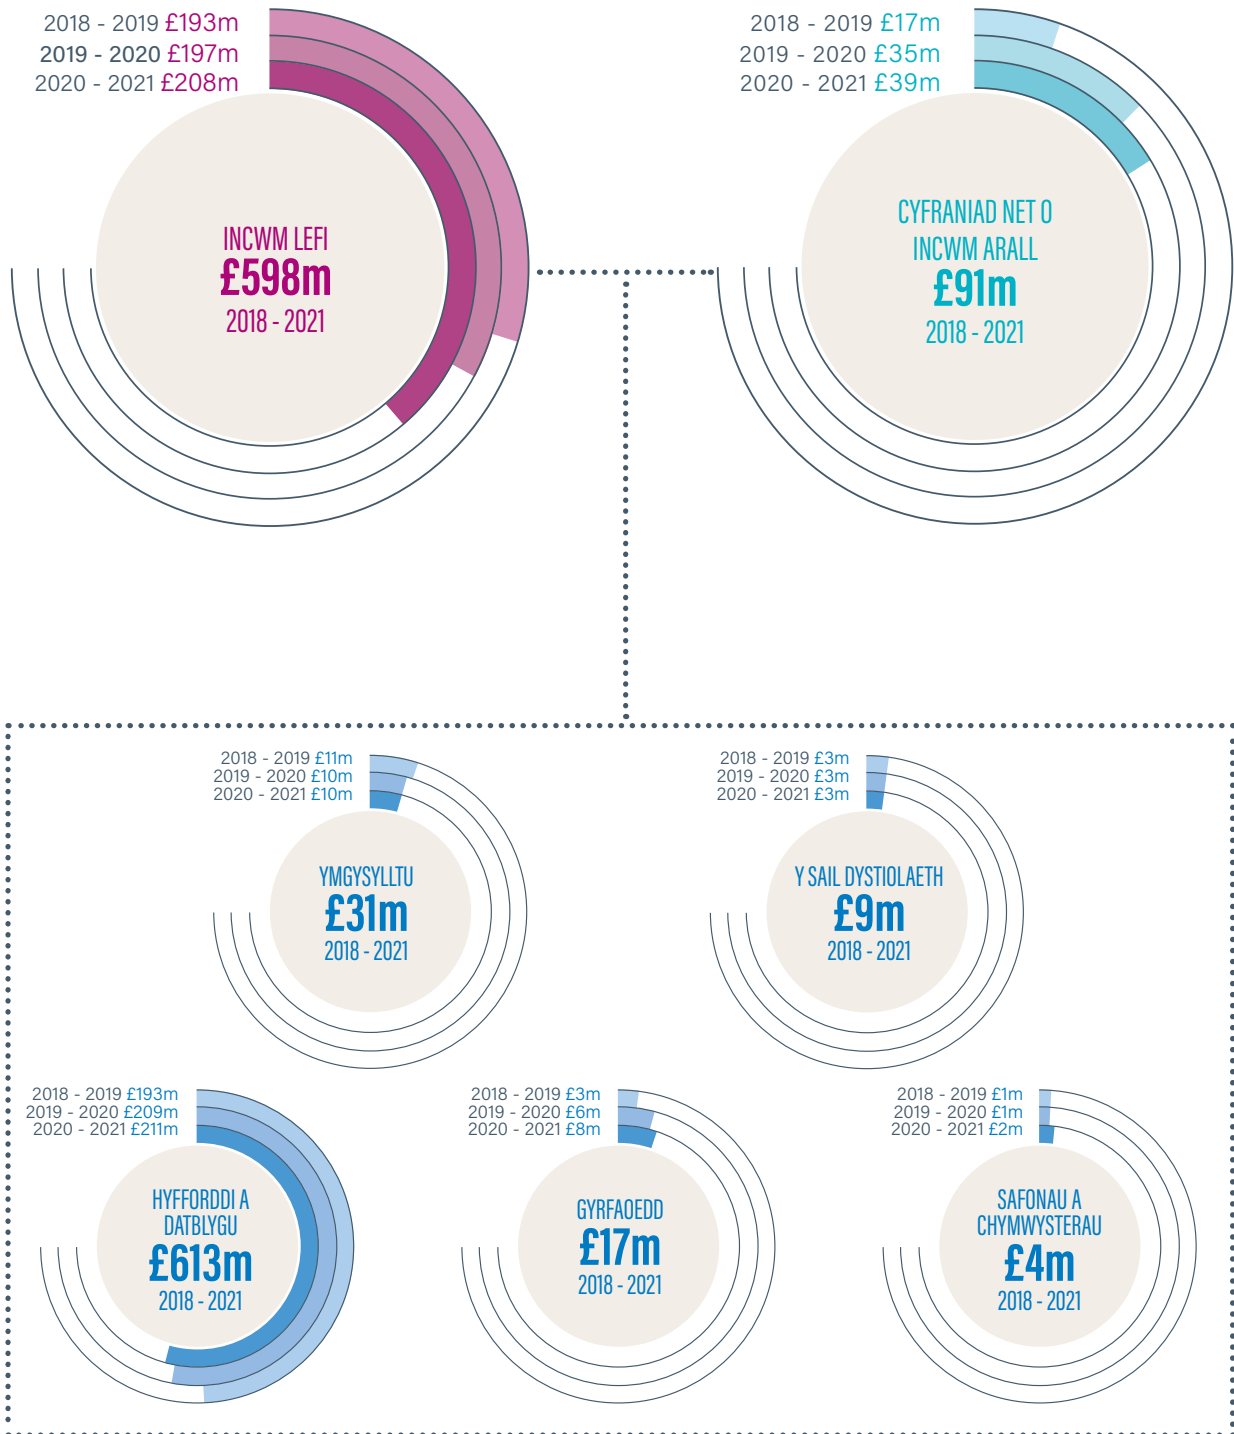 2018 - 2019 £193m
2019 - 2020 £197m
2020 - 2021 £208m
INCWM LEFI
£598m
2018 - 2021
2018 - 2019 £17m
2019 - 2020 £35m
2020 - 2021 £39m
CYFRANIAD NET O
INCWM ARALL
£91m
2018 - 2021
2018 - 2019 £11m
2019 - 2020 £10m
2020 - 2021 £10m
YMGYSYLLTU
£31m
2018 - 2021
2018 - 2019 £3m
2019 - 2020 £3m
2020 - 2021 £3m
Y SAIL DYSTIOLAETH
£9m
2018 - 2021
2018 - 2019 £193m
2019 - 2020 £209m
2020 - 2021 £211m
HYFFORDDI A
DATBLYGU
£613m
2018 - 2021
2018 - 2019 £3m
2019 - 2020 £6m
2020 - 2021 £8m
GYRFAOEDD
£17m
2018 - 2021
2018 - 2019 £1m
2019 - 2020 £1m
2020 - 2021 £2m
SAFONAU A
CHYMWYSTERAU
£4m
2018 - 2021